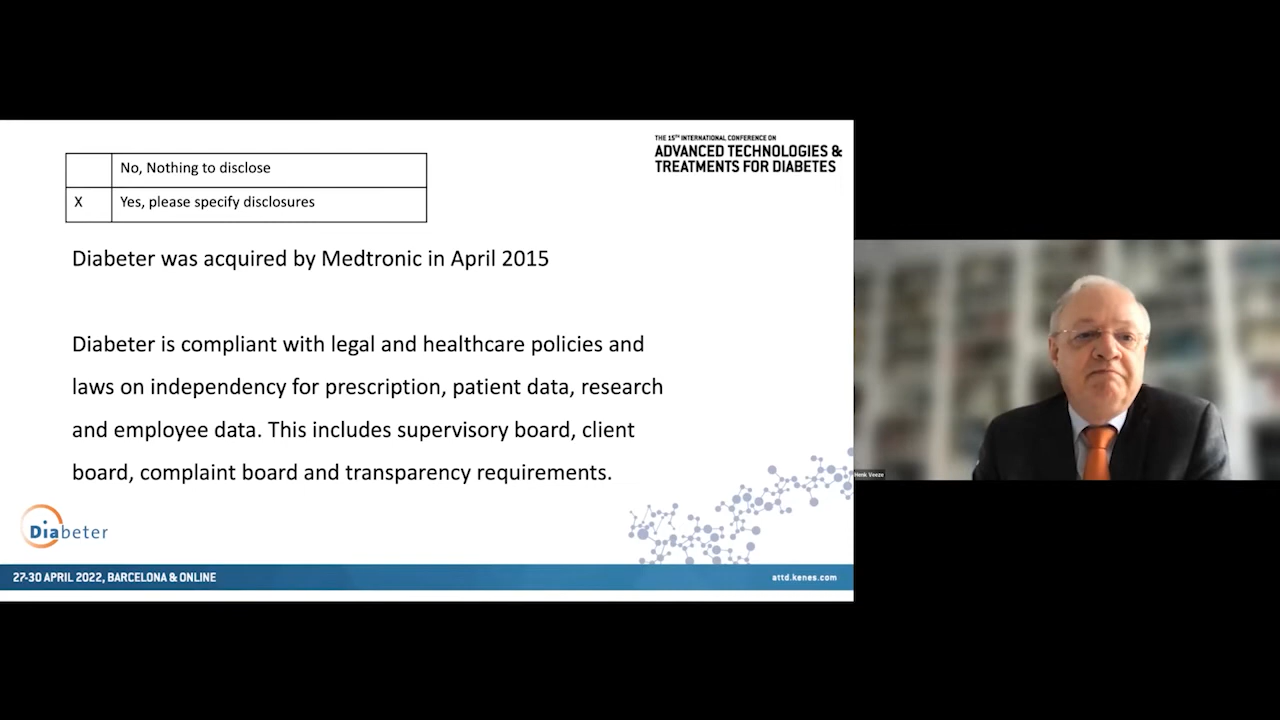 THE 15TH INTERNATIONAL CONFERENCE ON
ADVANCED TECHNOLOGIES &
TREATMENTS FOR DIABETES
No, Nothing to disclose
X Yes, please specify disclosures
Diabeter was acquired by Medtronic in April 2015
Diabeter is compliant with legal and healthcare policies and
laws on independency for prescription, patient data, research
and employee data. This includes supervisory board, client
board, complaint board and transparency requirements.
Diabeter
27-30 APRIL 2022, BARCELONA & ONLINE
attd.kenes.com
Henk Veeze